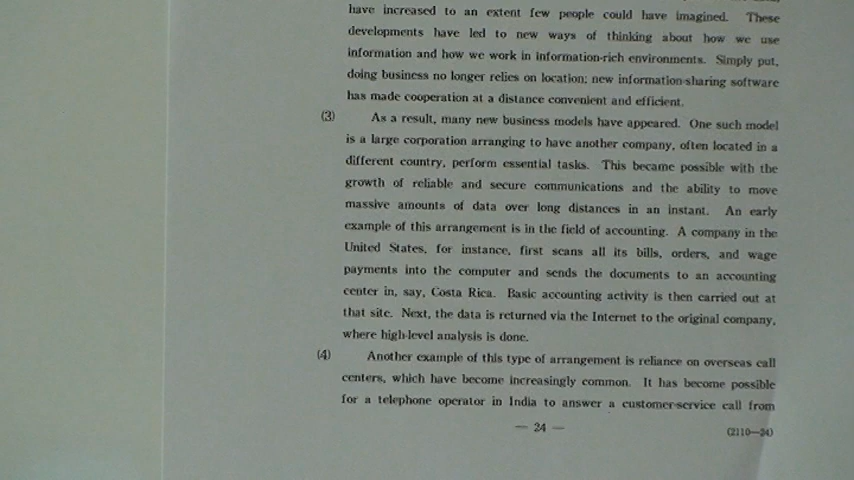 have increased to an extent few people could have imagined. These
developments have led to new ways of thinking about how we use
information and how we work in information-rich environments. Simply put,
doing business no longer relies on location; new information-sharing software
has made cooperation at a distance convenient and efficient.
(3) As a result, many new business models have appeared. One such model
is a large corporation arranging to have another company, often located in a
different country, perform essential tasks. This became possible with the
growth of reliable and secure communications and the ability to move
massive amounts of data over long distances in an instant. An early
example of this arrangement is in the field of accounting. A company in the
United States, for instance, first scans all its bills, orders, and wage
payments into the computer and sends the documents to an accounting
center in, say, Costa Rica. Basic accounting activity is then carried out at
that site. Next, the data is returned via the Internet to the original company,
where high-level analysis is done.
(4) Another example of this type of arrangement is reliance on overseas call
centers, which have become increasingly common. It has become possible
for a telephone operator in India to answer a customer-service call from
— 24 —
(2110—24)